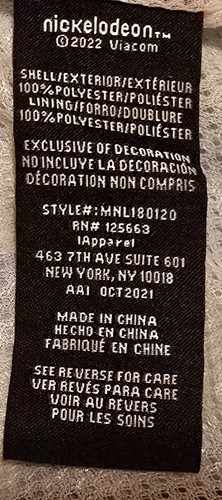 nickelodeon™
©2022 Viacom
SHELL/EXTERIOR/EXTÉRIEUR
100%POLYESTER/POLIÉSTER
LINING/FORRO/DOUBLURE
100%POLYESTER/POLIÉSTER
EXCLUSIVE OF DECORATION
NO INCLUYE LA DECORACIÓN
DÉCORATION NON COMPRIS
STYLE#:MNL180120
RN# 125663
IApparel
463 7TH AVE SUITE 601
NEW YORK, NY 10018
AAI OCT2021
MADE IN CHINA
HECHO EN CHINA
FABRIQUÉ EN CHINE
SEE REVERSE FOR CARE
VER REVÉS PARA CARE
VOIR AU REVERS
POUR LES SOINS